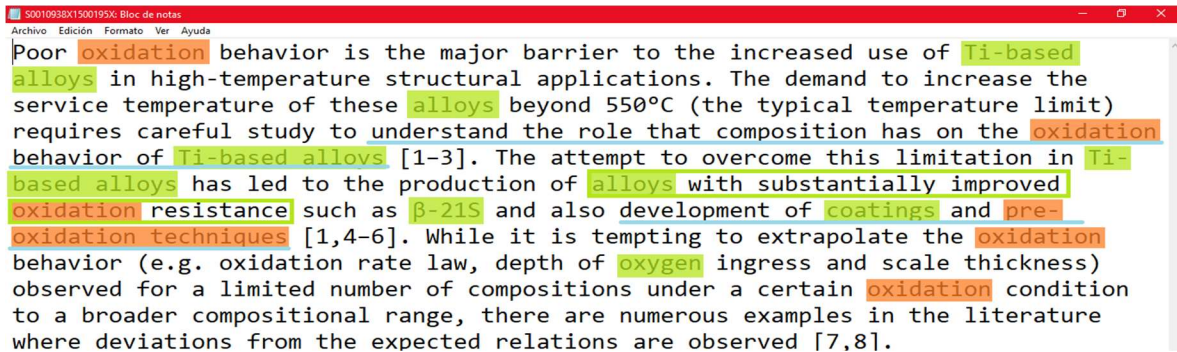 S0010938X1500195X: Bloc de notas
Archivo Edición Formato Ver Ayuda
Poor oxidation behavior is the major barrier to the increased use of Ti-based
alloys in high-temperature structural applications. The demand to increase the
service temperature of these alloys beyond 550°C (the typical temperature limit)
requires careful study to understand the role that composition has on the oxidation
behavior of Ti-based alloys [1–3]. The attempt to overcome this limitation in Ti-
based alloys has led to the production of alloys with substantially improved
oxidation resistance such as β-21S and also development of coatings and pre-
oxidation techniques [1,4–6]. While it is tempting to extrapolate the oxidation
behavior (e.g. oxidation rate law, depth of oxygen ingress and scale thickness)
observed for a limited number of compositions under a certain oxidation condition
to a broader compositional range, there are numerous examples in the literature
where deviations from the expected relations are observed [7,8].